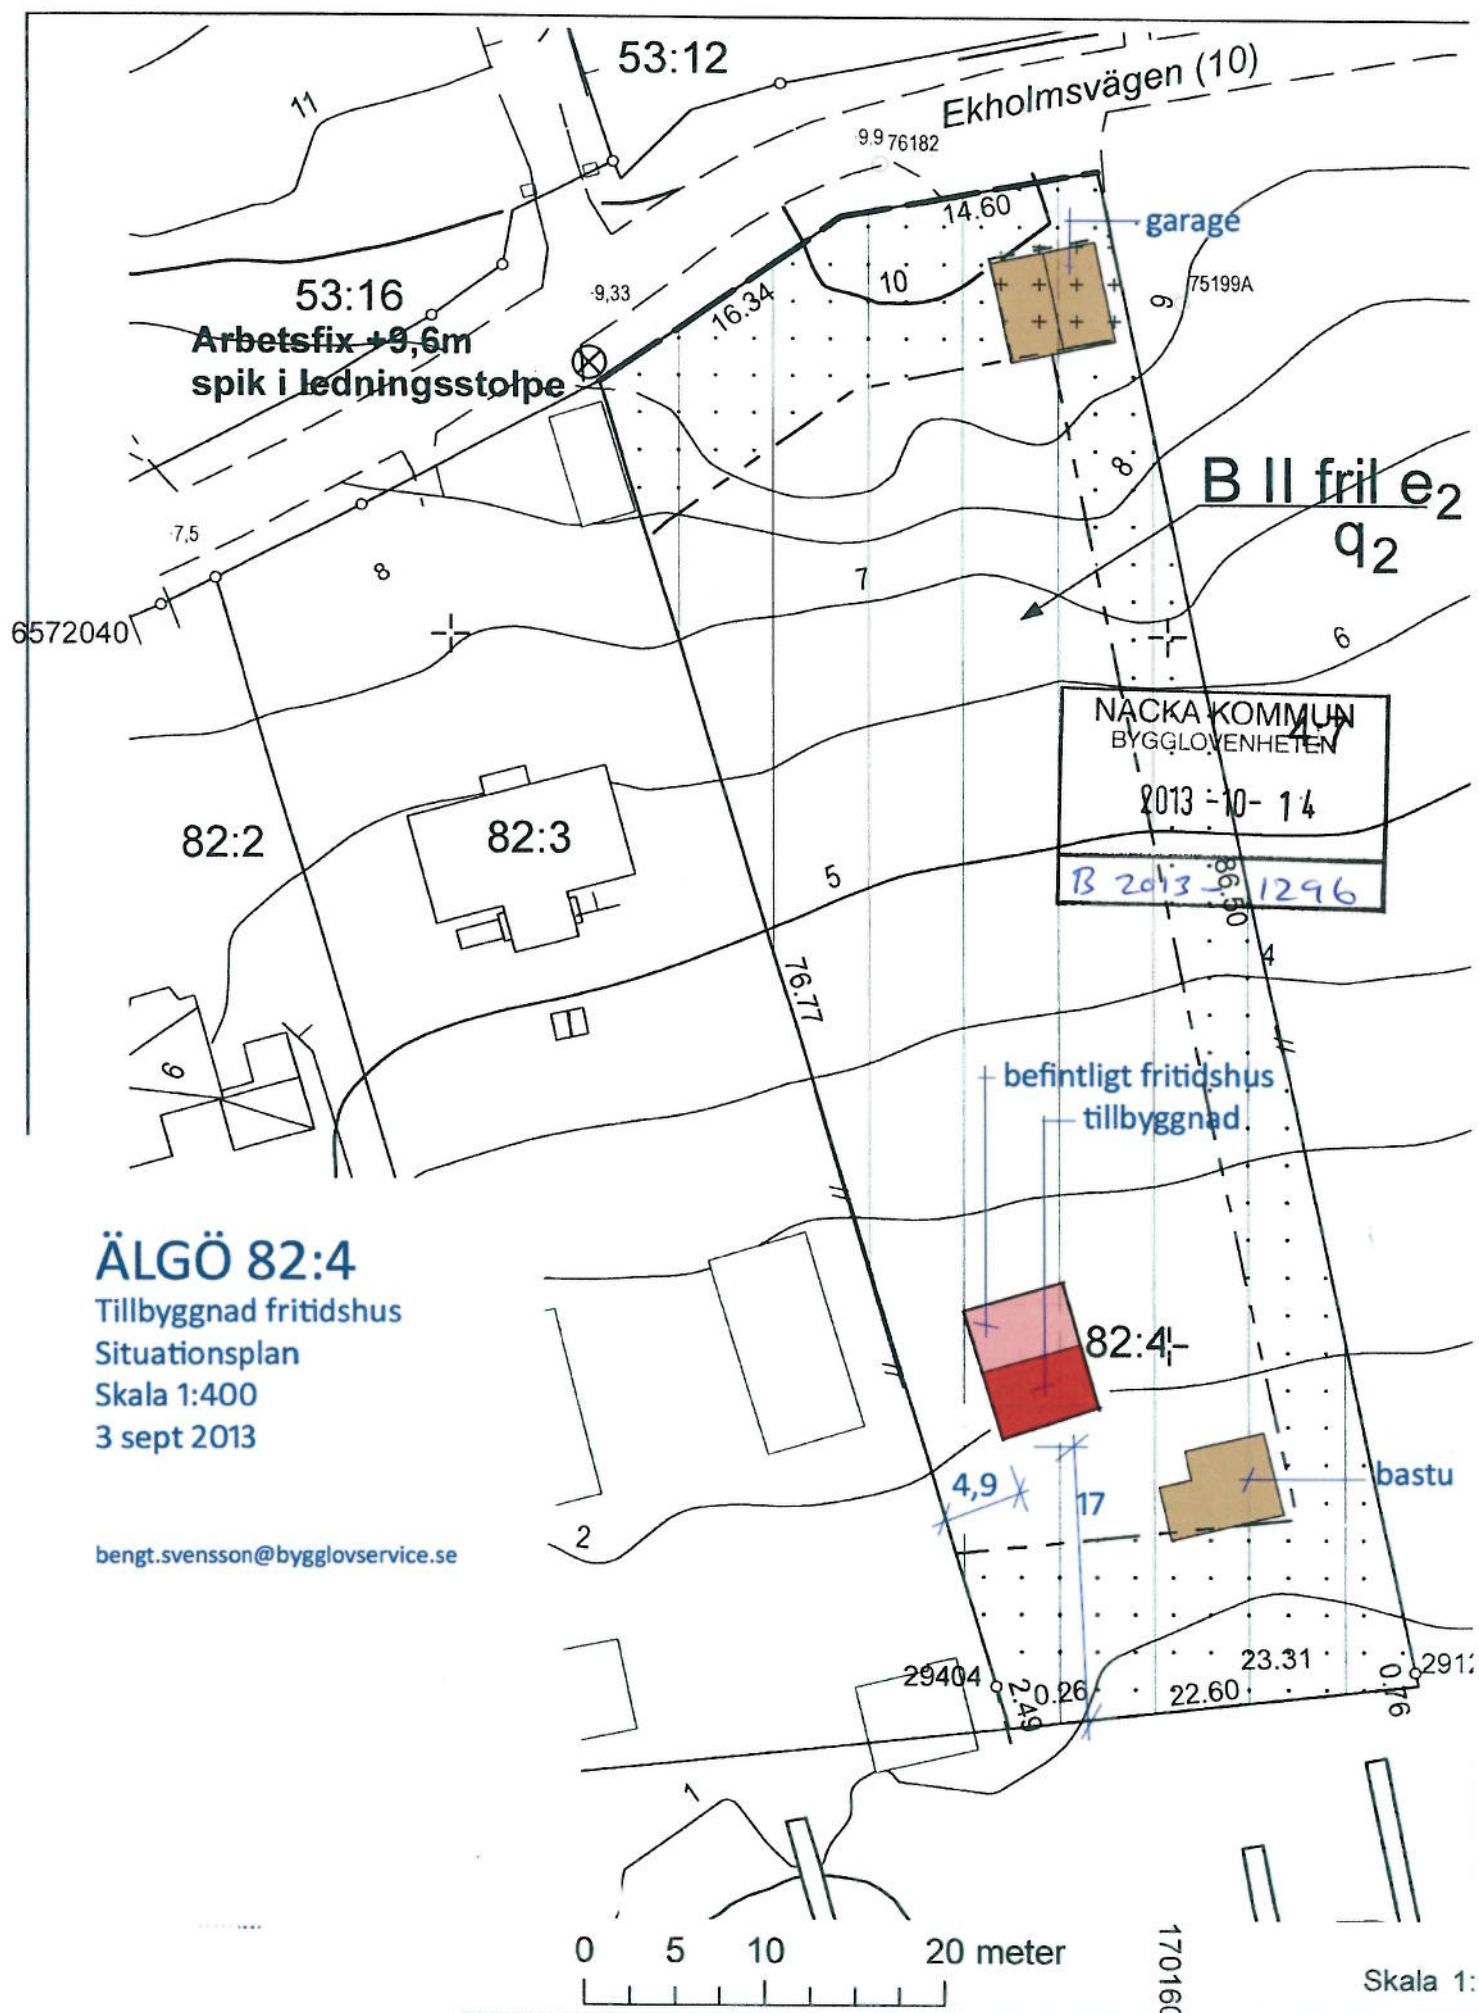 53:12
Ekholmsvägen (10)
11
9,9 76182
14.60
garage
53:16
9,33
16.34
10
9
75199A
Arbetsfix +9,6m
spik i ledningsstolpe
8
B II fril e2
q2
7,5
8
7
6572040
6
NACKA KOMMUN
4:7
BYGGLOVENHETEN
2013 -10- 14
B 2013 - 1296
82:2
82:3
5
86.50
4
76.77
6
befintligt fritidshus
tillbyggnad
ÄLGÖ 82:4
Tillbyggnad fritidshus
Situationsplan
Skala 1:400
3 sept 2013
82:4
bastu
4,9
17
bengt.svensson@bygglovservice.se
2
29404
2.49
0.26
22.60
23.31
0.76
291
1
0 5 10 20 meter
170160
Skala 1: